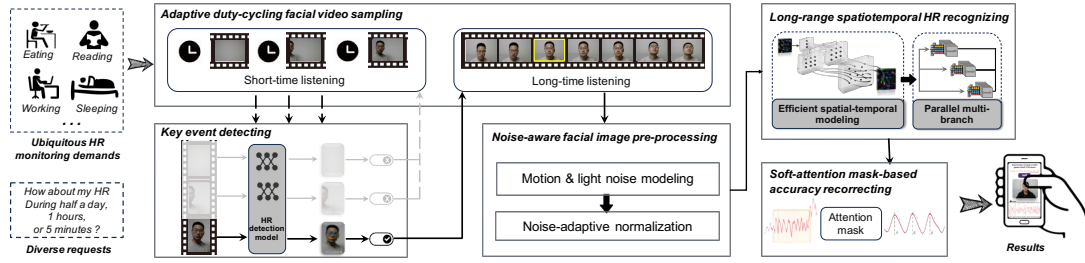 Eating
Reading
Working
Sleeping
...
Ubiquitous HR
monitoring demands
How about my HR
During half a day,
1 hours,
or 5 minutes ?
Diverse requests
Adaptive duty-cycling facial video sampling
Short-time listening
Long-time listening
Key event detecting
HR
detection
model
Noise-aware facial image pre-processing
Motion & light noise modeling
Noise-adaptive normalization
Long-range spatiotemporal HR recognizing
Efficient spatial-temporal
modeling
Parallel multi-
branch
Soft-attention mask-based
accuracy recorrecting
Attention
mask
Results